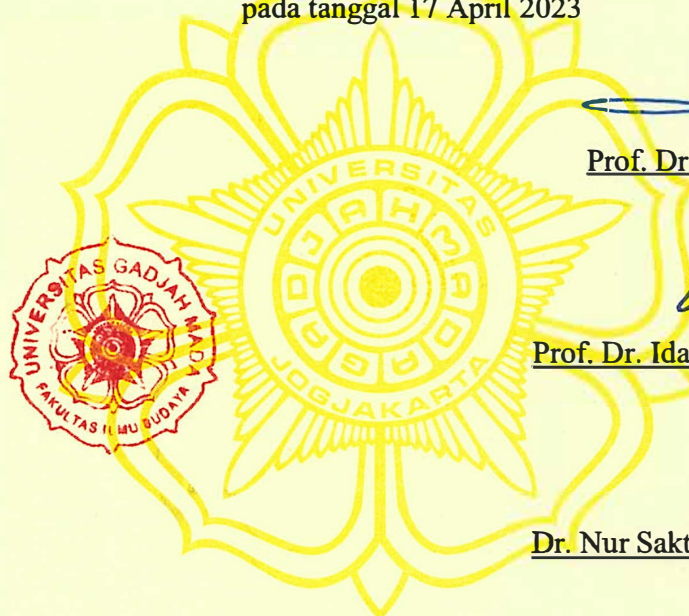 pada tanggal 17 April 2023
Prof. Dr
Prof. Dr. Ida
Dr. Nur Sakt
UNIVERSITAS
GADJAH MADA
JOGJAKARTA
UNIVERSITAS GADJAH MADA
FAKULTAS ILMU BUDAYA